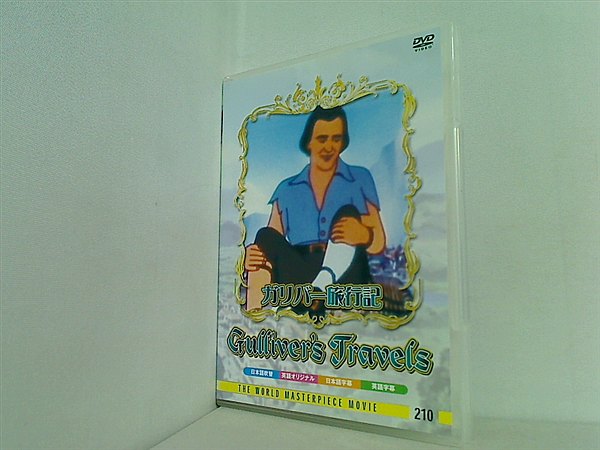 DVD
VIDEO
ガリバー旅行記
Gulliver's Travels
日本語吹替 英語オリジナル 日本語字幕 英語字幕
THE WORLD MASTERPIECE MOVIE 210